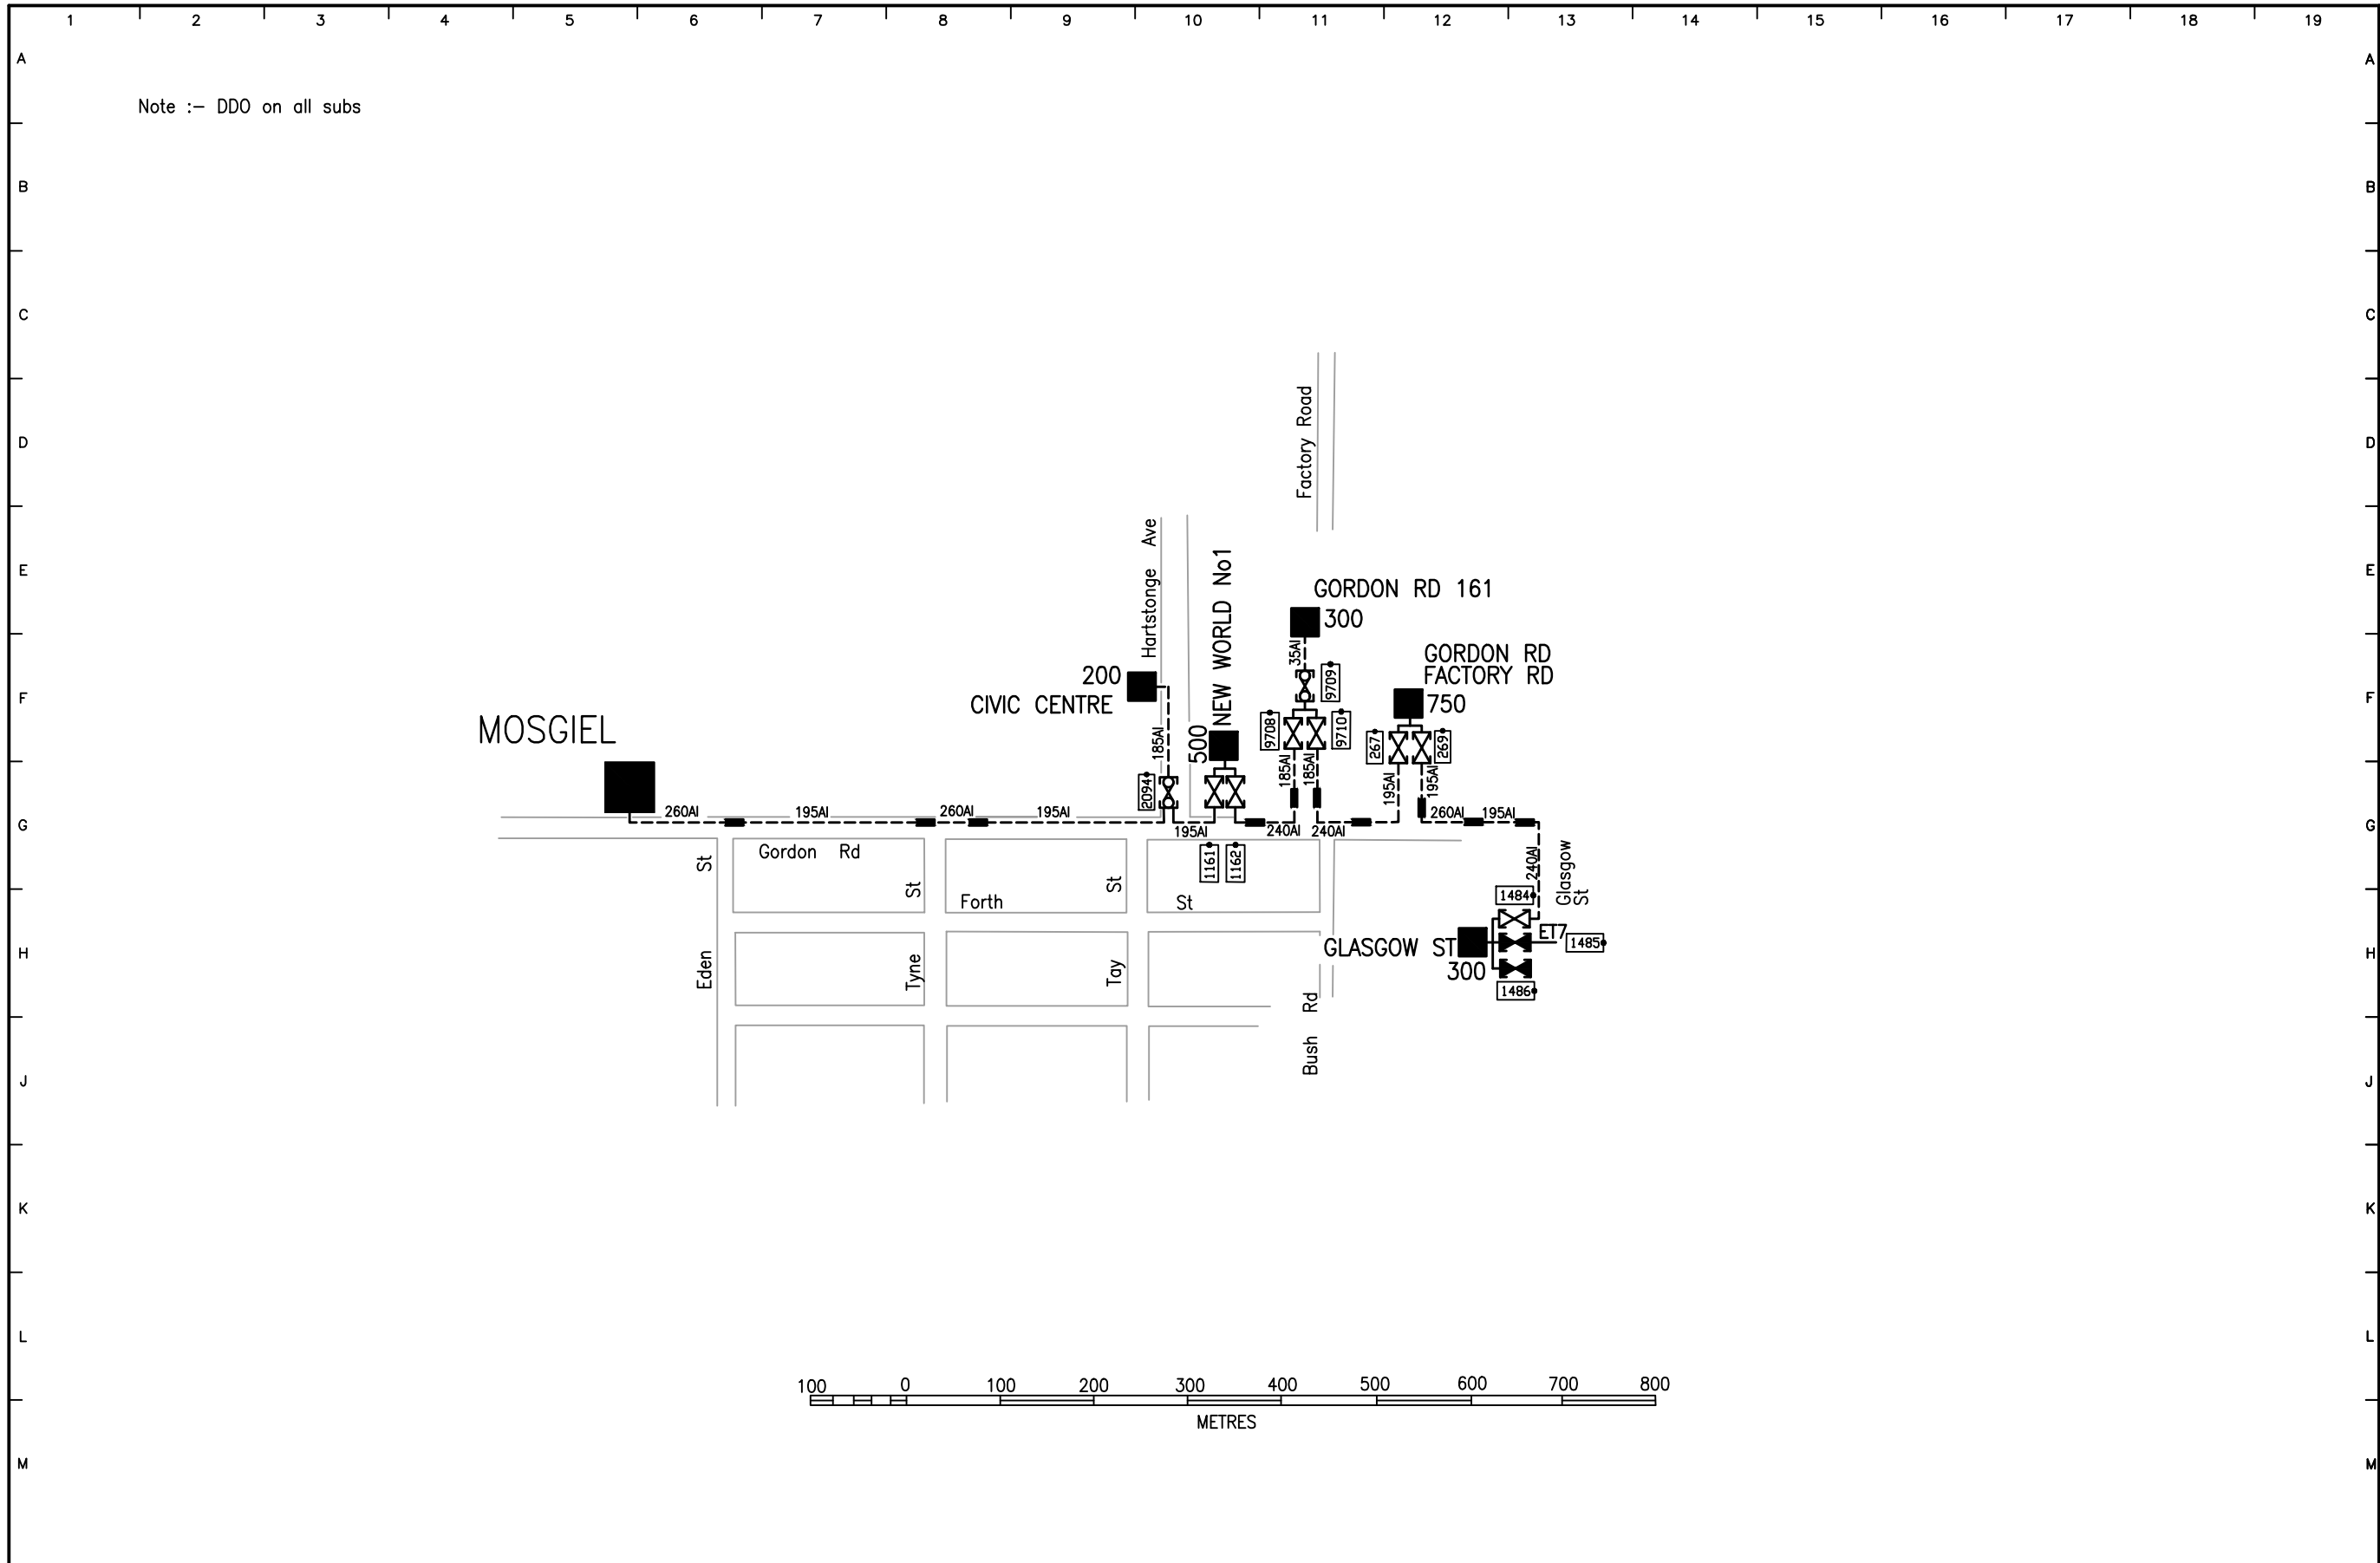 1 2 3 4 5 6 7 8 9 10 11 12 13 14 15 16 17 18 19
A A
Note :- DDO on all subs
B B
C C
D D
Factory Road
E E
Hartstonge Ave
NEW WORLD No1
500
GORDON RD 161
300
35Al
9709
GORDON RD
FACTORY RD
750
200
CIVIC CENTRE
F F
MOSGIEL
185Al
9708
9710
267
269
2094
185Al
185Al
195Al
195Al
260Al
195Al
260Al
195Al
195Al
240Al
240Al
260Al
195Al
G G
Gordon Rd
1161
1162
240Al
Glasgow
St
St
St
St
Forth St
1484
ET7
1485
GLASGOW ST
300
1486
H H
Eden
Tyne
Tay
Bush Rd
J J
K K
L L
100 0 100 200 300 400 500 600 700 800
METRES
M M